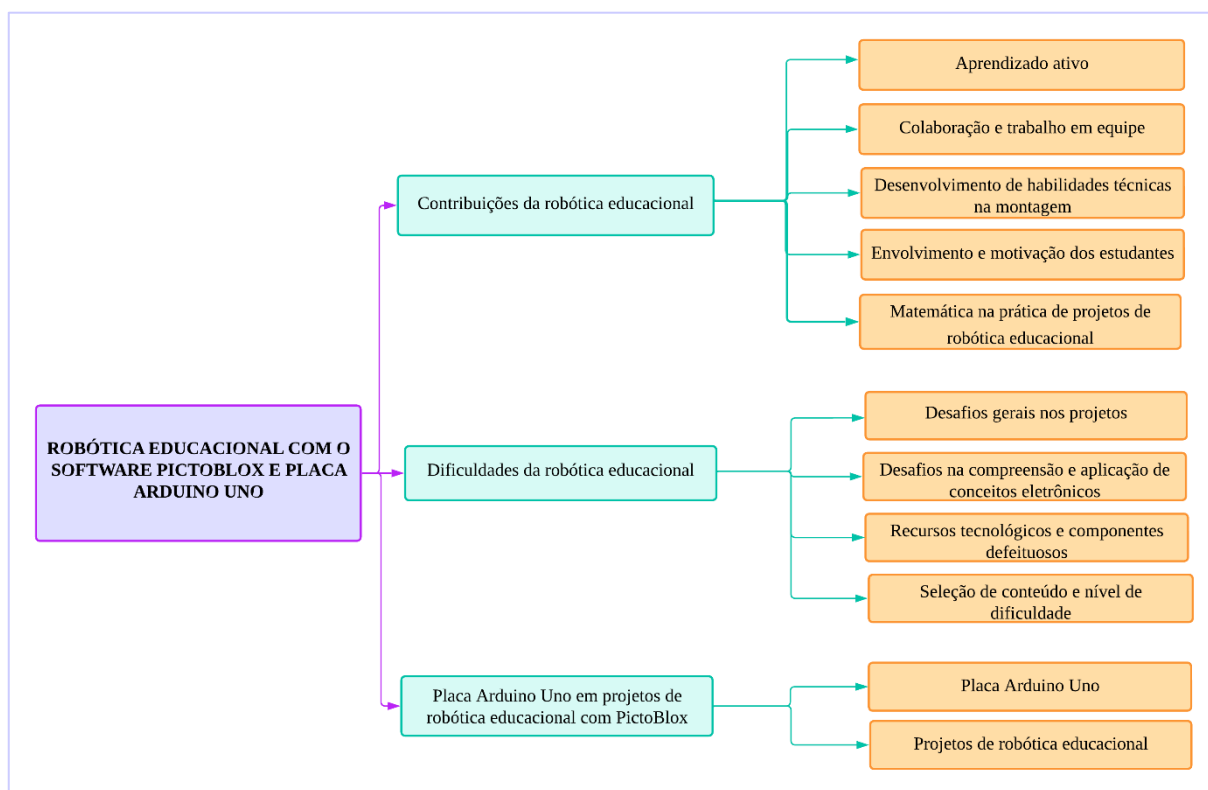 ROBÓTICA EDUCACIONAL COM O
SOFTWARE PICTOBLOX E PLACA
ARDUINO UNO
Contribuições da robótica educacional
Aprendizado ativo
Colaboração e trabalho em equipe
Desenvolvimento de habilidades técnicas
na montagem
Envolvimento e motivação dos estudantes
Matemática na prática de projetos de
robótica educacional
Dificuldades da robótica educacional
Desafios gerais nos projetos
Desafios na compreensão e aplicação de
conceitos eletrônicos
Recursos tecnológicos e componentes
defeituosos
Seleção de conteúdo e nível de
dificuldade
Placa Arduino Uno em projetos de
robótica educacional com PictoBlox
Placa Arduino Uno
Projetos de robótica educacional